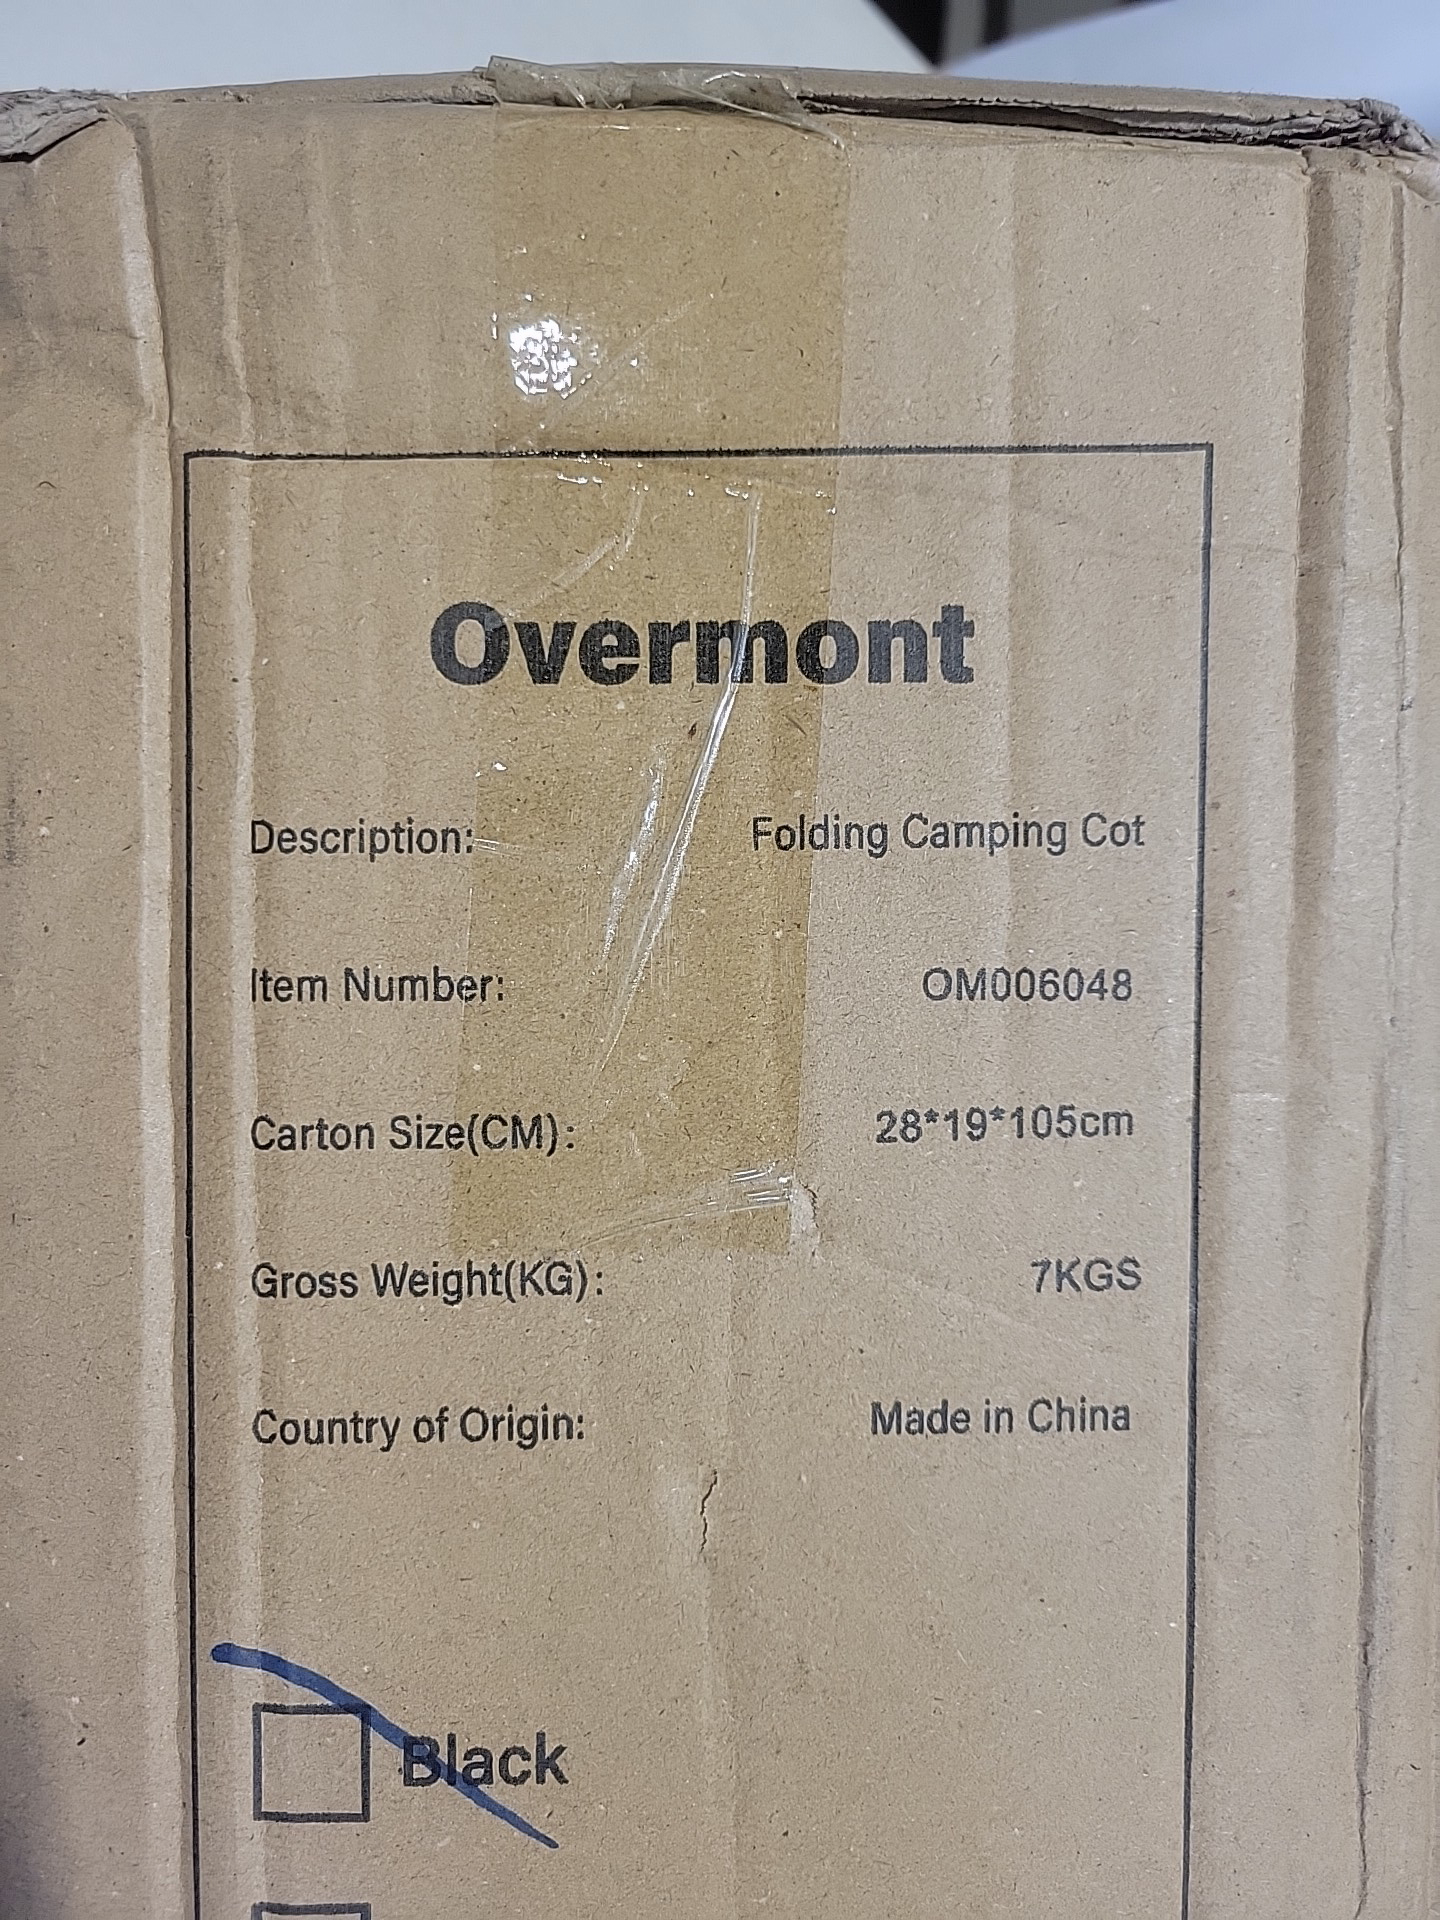 Overmont
Description: Folding Camping Cot
Item Number: OM006048
Carton Size(CM): 28*19*105cm
Gross Weight(KG): 7KGS
Country of Origin: Made in China
Black